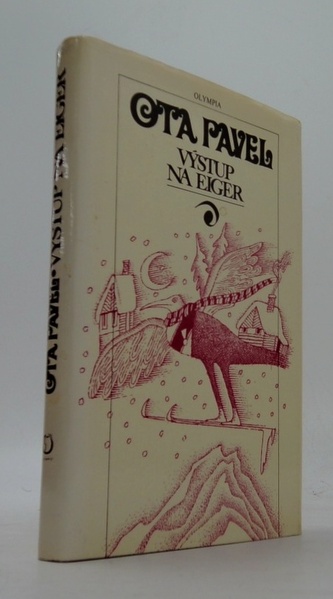 OLYMPIA
OTA PAVEL
VÝSTUP
NA EIGER
OTA PAVEL • VÝSTUP NA EIGER